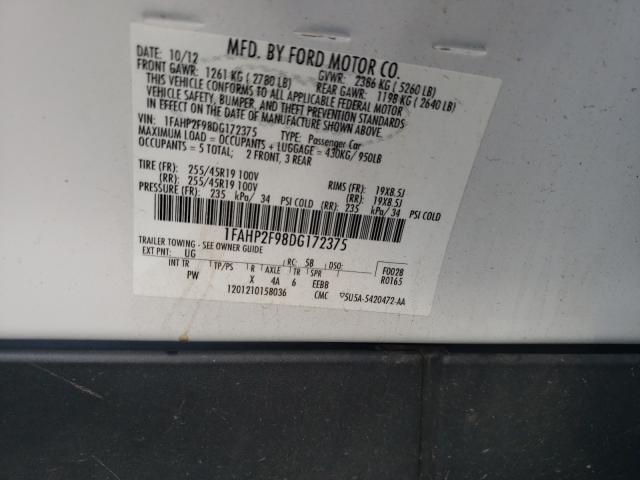 MFD. BY FORD MOTOR CO.
DATE: 10/12
GVWR: 2386 KG ( 5260 LB)
FRONT GAWR: 1261 KG ( 2780 LB)
REAR GAWR: 1198 KG ( 2640 LB)
THIS VEHICLE CONFORMS TO ALL APPLICABLE FEDERAL MOTOR
VEHICLE SAFETY, BUMPER, AND THEFT PREVENTION STANDARDS
IN EFFECT ON THE DATE OF MANUFACTURE SHOWN ABOVE.
VIN: 1FAHP2F98DG172375 TYPE: Passenger Car
MAXIMUM LOAD = OCCUPANTS + LUGGAGE = 430KG/ 950LB
OCCUPANTS = 5 TOTAL; 2 FRONT, 3 REAR
TIRE (FR): 255/45R19 100V RIMS (FR): 19X8.5J
(RR): 255/45R19 100V (RR): 19X8.5J
PRESSURE (FR): 235 kPa/ 34 PSI COLD (RR): 235 kPa/ 34 PSI COLD
1FAHP2F98DG172375
TRAILER TOWING - SEE OWNER GUIDE
EXT PNT: UG RC: 58 DSO: F0028
INT TR TP/PS R AXLE TR SPR R0165
PW X 4A 6 EEBB
1201210158036 CMC ▽5U5A-5420472-AA